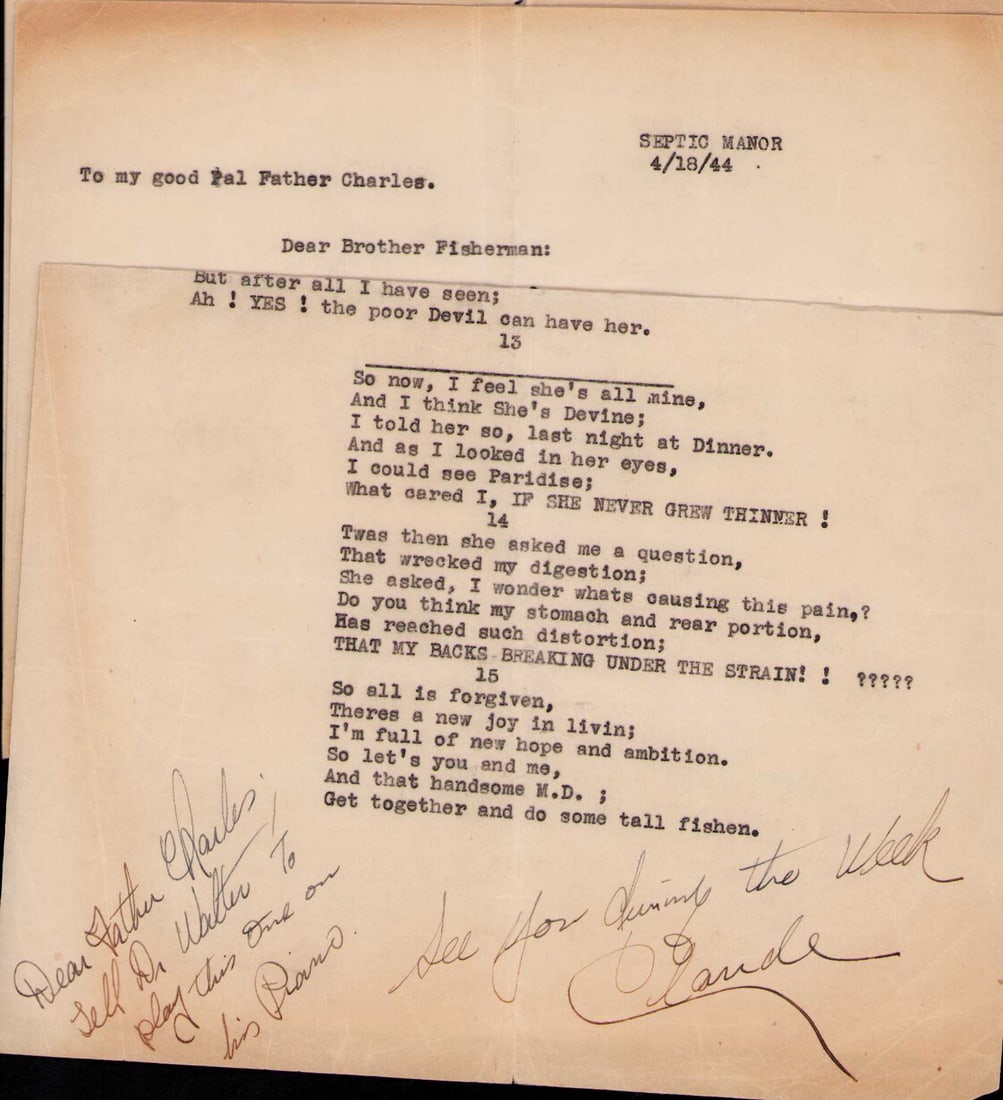 SEPTIC MANOR
4/18/44
To my good Pal Father Charles.
Dear Brother Fisherman:
But after all I have seen;
Ah ! YES ! the poor Devil can have her.
13
So now, I feel she's all mine,
And I think She's Devine;
I told her so, last night at Dinner.
And as I looked in her eyes,
I could see Paridise;
What cared I, IF SHE NEVER GREW THINNER !
14
Twas then she asked me a question,
That wrecked my digestion;
She asked, I wonder whats causing this pain,?
Do you think my stomach and rear portion,
Has reached such distortion;
THAT MY BACKS BREAKING UNDER THE STRAIN! ! ?????
15
So all is forgiven,
Theres a new joy in livin;
I'm full of new hope and ambition.
So let's you and me,
And that handsome M.D. ;
Get together and do some tall fishen.
Dear Father Charles,
Tell Dr Walter to
play this one on
his Piano.
See You during the Week
Claude